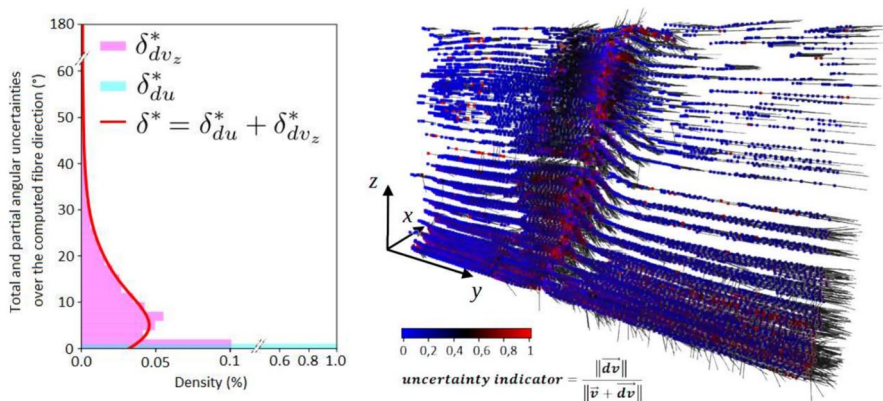 Total and partial angular uncertainties
over the computed fibre direction (°)
180
60
50
40
30
20
10
0
δ*dvz
δ*du
δ* = δ*du + δ*dvz
0.0 0.05 0.1 0.6 0.8 1.0
Density (%)
z
x
y
0 0,2 0,4 0,6 0,8 1
uncertainty indicator = ‖dv⃗‖ / ‖v⃗ + dv⃗‖